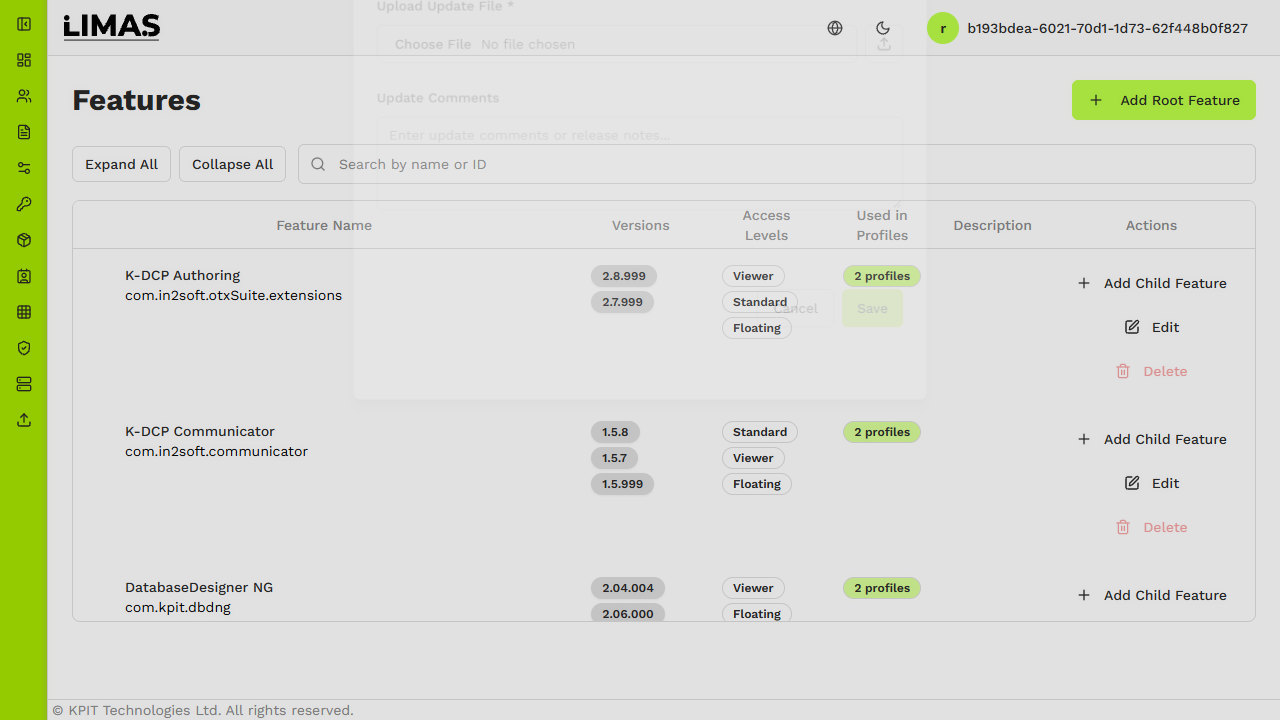 LIMAS
r
b193bdea-6021-70d1-1d73-62f448b0f827
Upload Update File *
Choose File No file chosen
Features
Add Root Feature
Update Comments
Enter update comments or release notes...
Expand All
Collapse All
Search by name or ID
Feature Name
Versions
Access
Levels
Used in
Profiles
Description
Actions
K-DCP Authoring
com.in2soft.otxSuite.extensions
2.8.999
2.7.999
Viewer
Standard
Floating
2 profiles
Add Child Feature
Edit
Delete
Cancel
Save
K-DCP Communicator
com.in2soft.communicator
1.5.8
1.5.7
1.5.999
Standard
Viewer
Floating
2 profiles
Add Child Feature
Edit
Delete
DatabaseDesigner NG
com.kpit.dbdng
2.04.004
2.06.000
Viewer
Floating
2 profiles
Add Child Feature
© KPIT Technologies Ltd. All rights reserved.